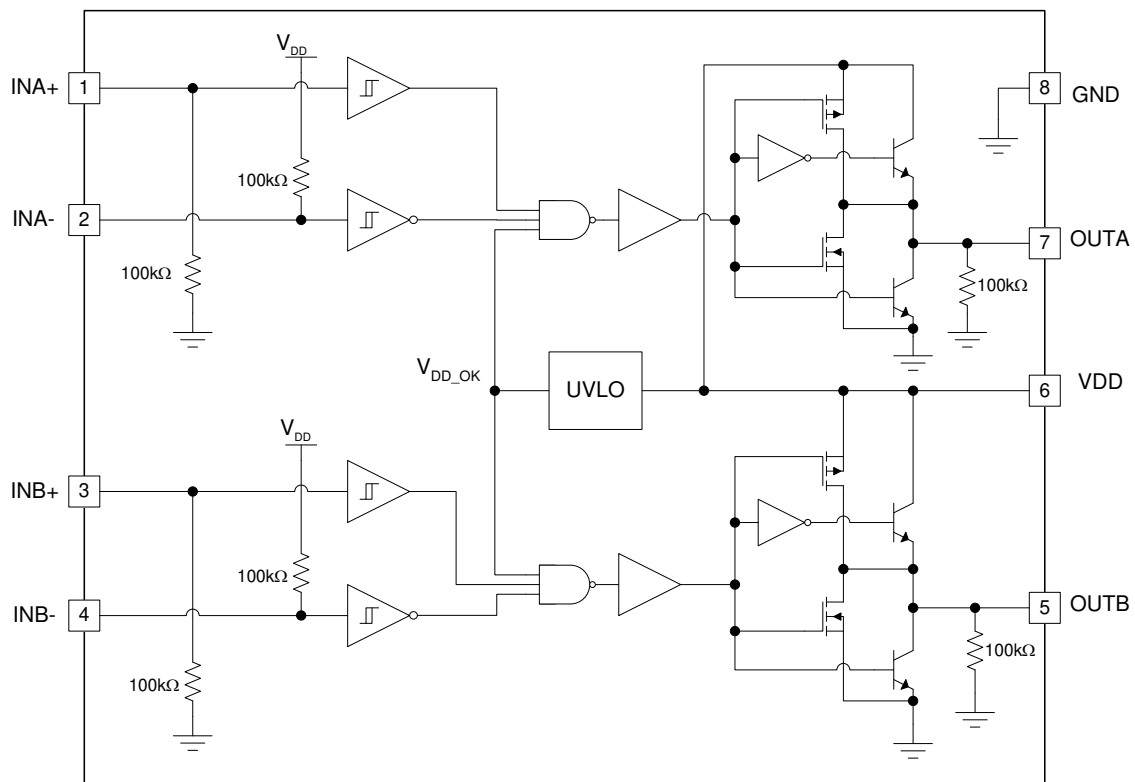 V_DD
INA+ 1
8 GND
100kΩ
INA- 2
7 OUTA
100kΩ
100kΩ
V_DD_OK
UVLO
6 VDD
V_DD
INB+ 3
100kΩ
INB- 4
5 OUTB
100kΩ
100kΩ